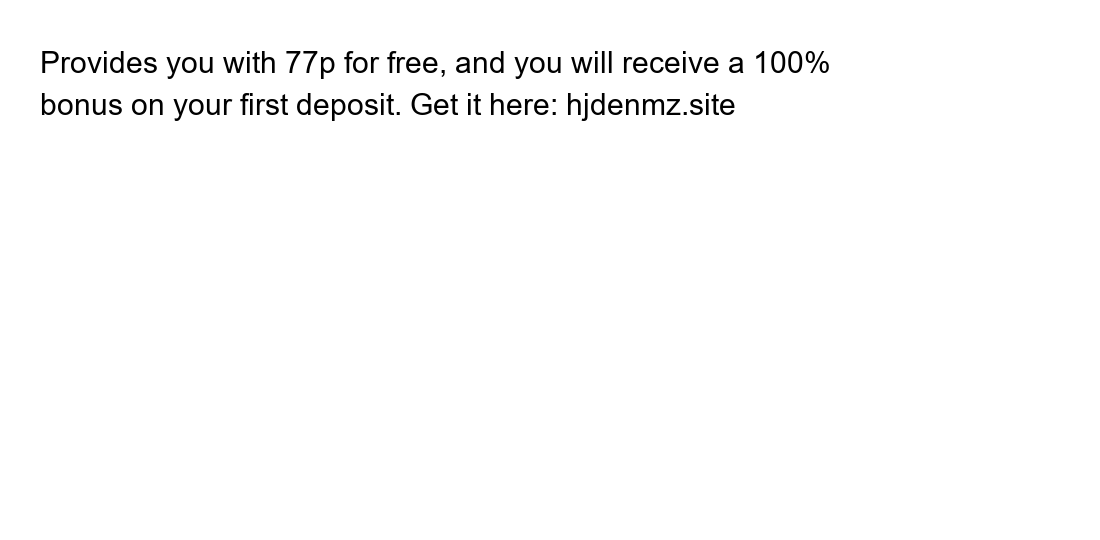 Provides you with 77p for free, and you will receive a 100%
bonus on your first deposit. Get it here: hjdenmz.site